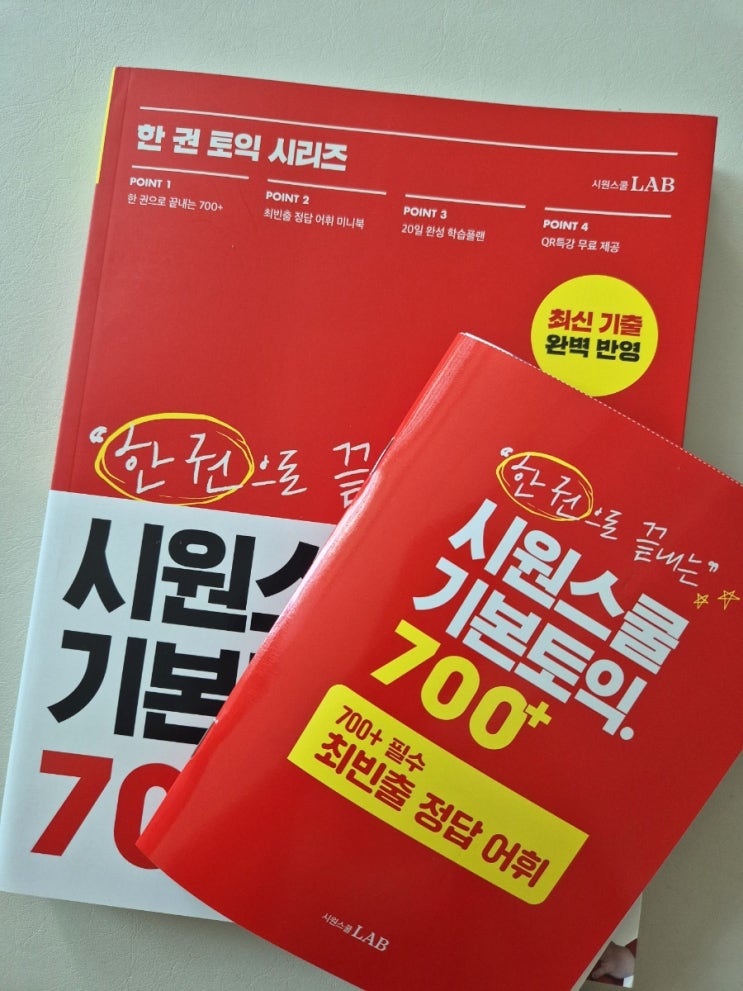 한 권 토익 시리즈
시원스쿨 LAB
POINT 1
한 권으로 끝내는 700+
POINT 2
최빈출 정답 어휘 미니북
POINT 3
20일 완성 학습플랜
POINT 4
QR특강 무료 제공
최신 기출
완벽 반영
“한 권으로 끝
시원스
기본
70
“한 권으로 끝내는”
시원스쿨
기본토익.
700+
700+ 필수
최빈출 정답 어휘
시원스쿨 LAB